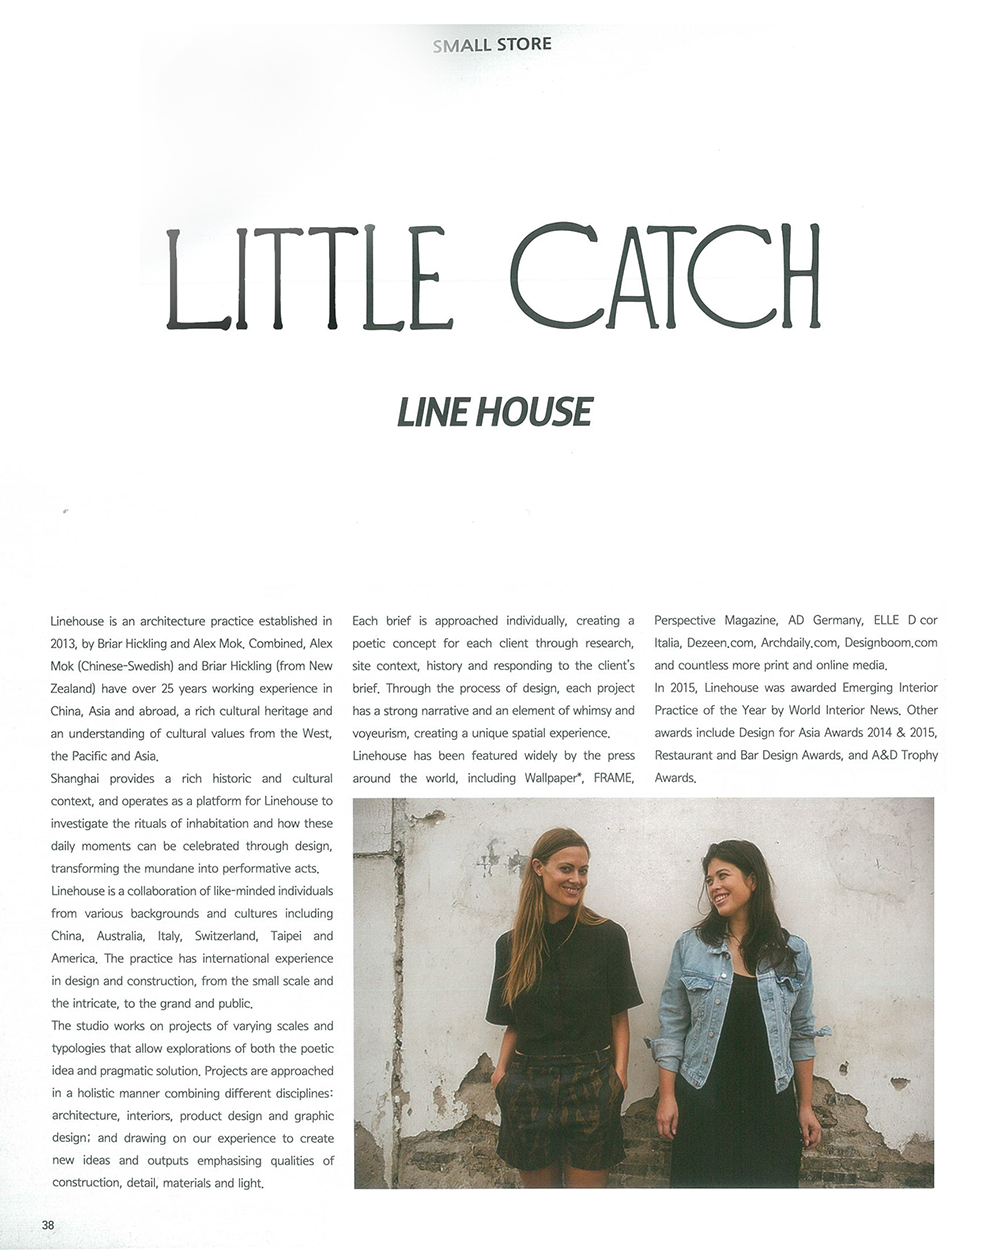 SMALL STORE
LITTLE CATCH
LINE HOUSE
Linehouse is an architecture practice established in
2013, by Briar Hickling and Alex Mok. Combined, Alex
Mok (Chinese-Swedish) and Briar Hickling (from New
Zealand) have over 25 years working experience in
China, Asia and abroad, a rich cultural heritage and
an understanding of cultural values from the West,
the Pacific and Asia.
Shanghai provides a rich historic and cultural
context, and operates as a platform for Linehouse to
investigate the rituals of inhabitation and how these
daily moments can be celebrated through design,
transforming the mundane into performative acts.
Linehouse is a collaboration of like-minded individuals
from various backgrounds and cultures including
China, Australia, Italy, Switzerland, Taipei and
America. The practice has international experience
in design and construction, from the small scale and
the intricate, to the grand and public.
The studio works on projects of varying scales and
typologies that allow explorations of both the poetic
idea and pragmatic solution. Projects are approached
in a holistic manner combining different disciplines:
architecture, interiors, product design and graphic
design; and drawing on our experience to create
new ideas and outputs emphasising qualities of
construction, detail, materials and light.
Each brief is approached individually, creating a
poetic concept for each client through research,
site context, history and responding to the client's
brief. Through the process of design, each project
has a strong narrative and an element of whimsy and
voyeurism, creating a unique spatial experience.
Linehouse has been featured widely by the press
around the world, including Wallpaper*, FRAME,
Perspective Magazine, AD Germany, ELLE D cor
Italia, Dezeen.com, Archdaily.com, Designboom.com
and countless more print and online media.
In 2015, Linehouse was awarded Emerging Interior
Practice of the Year by World Interior News. Other
awards include Design for Asia Awards 2014 & 2015,
Restaurant and Bar Design Awards, and A&D Trophy
Awards.
38